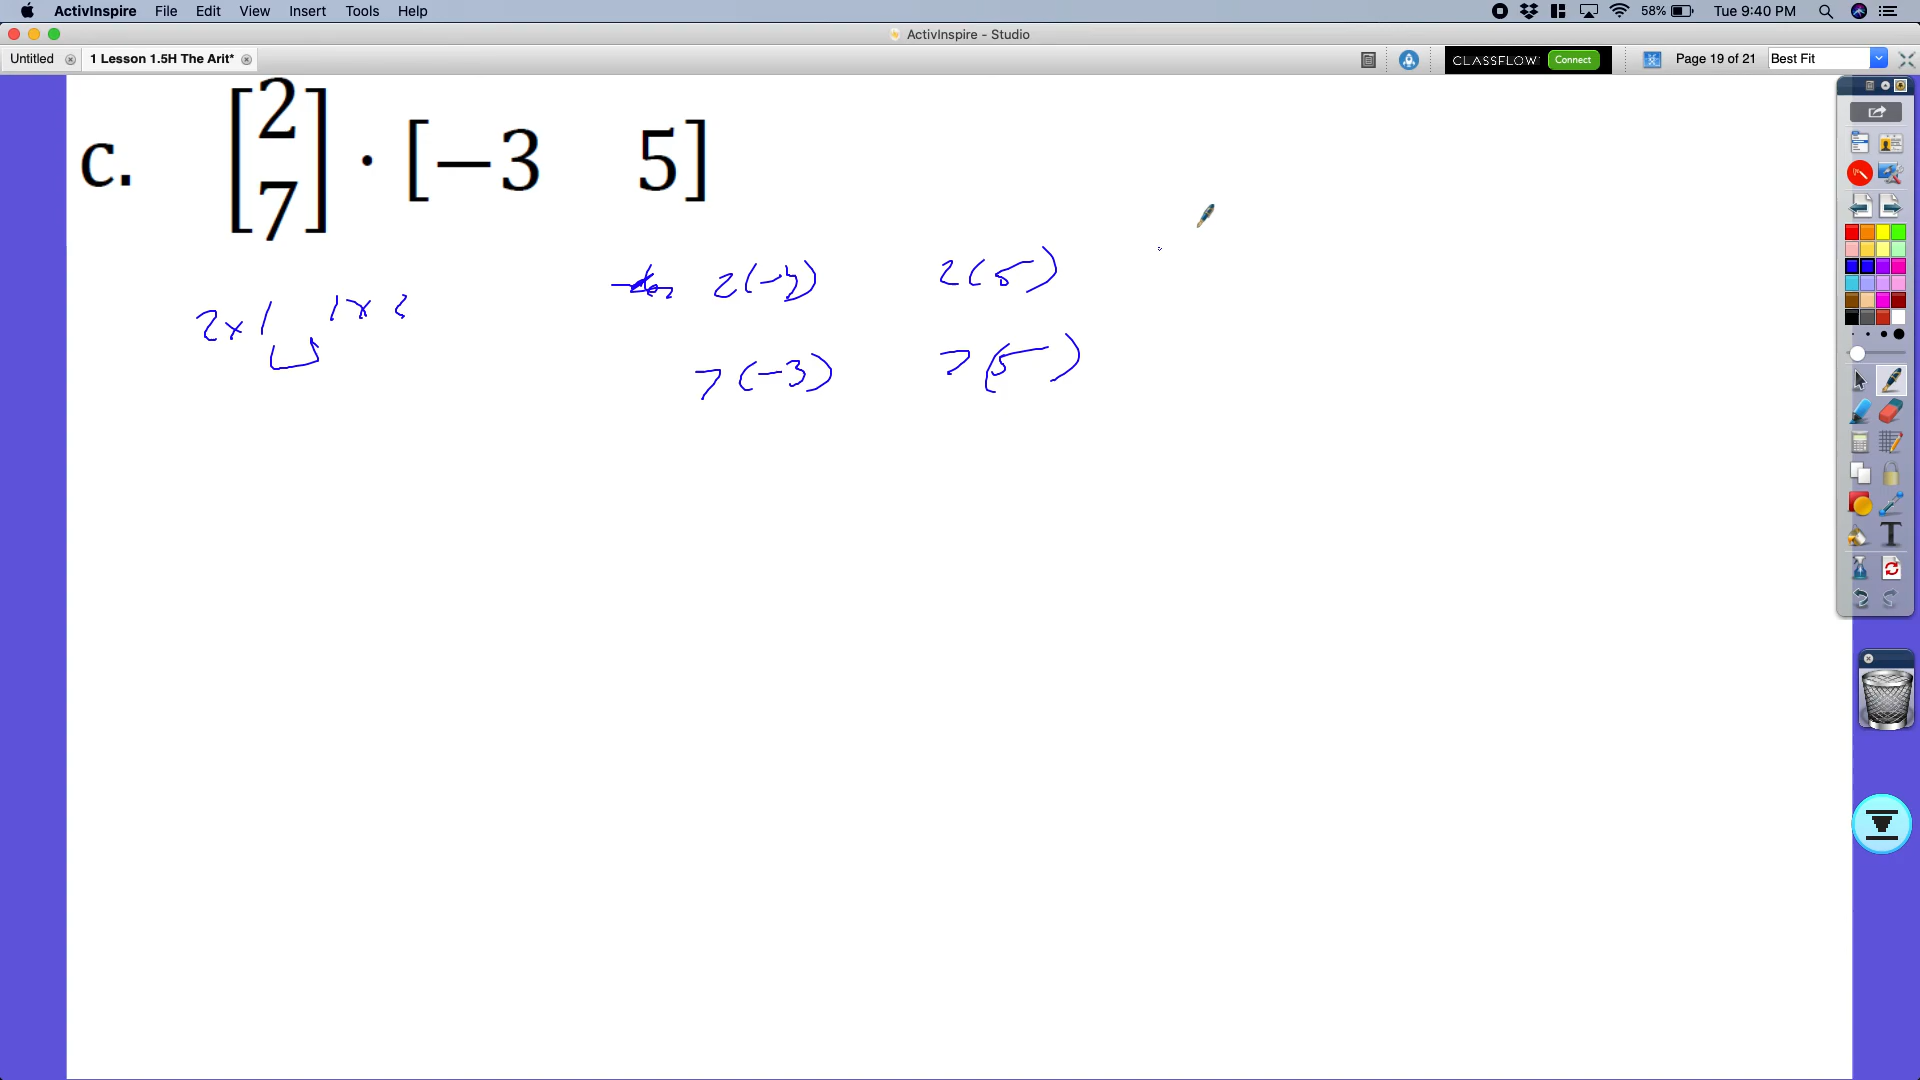 ActivInspire File Edit View Insert Tools Help 58% Tue 9:40 PM
ActivInspire - Studio
Untitled 1 Lesson 1.5H The Arit* CLASSFLOW Connect Page 19 of 21 Best Fit
c. [2 7] · [−3 5]
2(-3) 2(5)
2x1 1x
7(-3) 7(5)